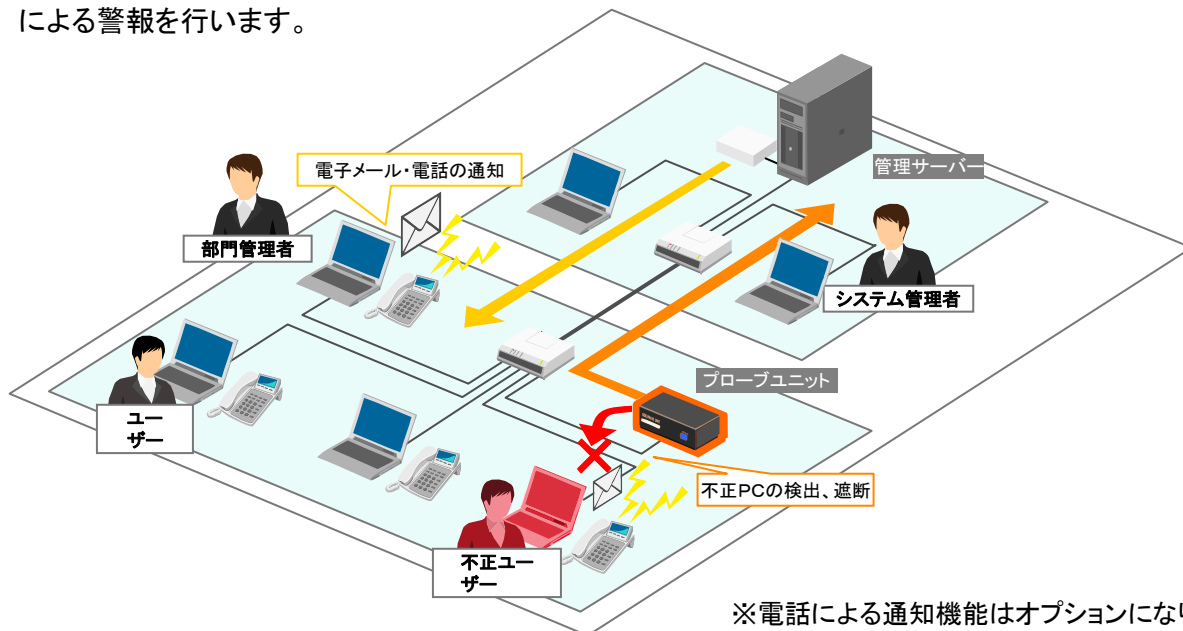 による警報を行います。
電子メール・電話の通知
管理サーバー
部門管理者
システム管理者
プローブユニット
ユー
ザー
不正PCの検出、遮断
不正ユー
ザー
※電話による通知機能はオプションになり